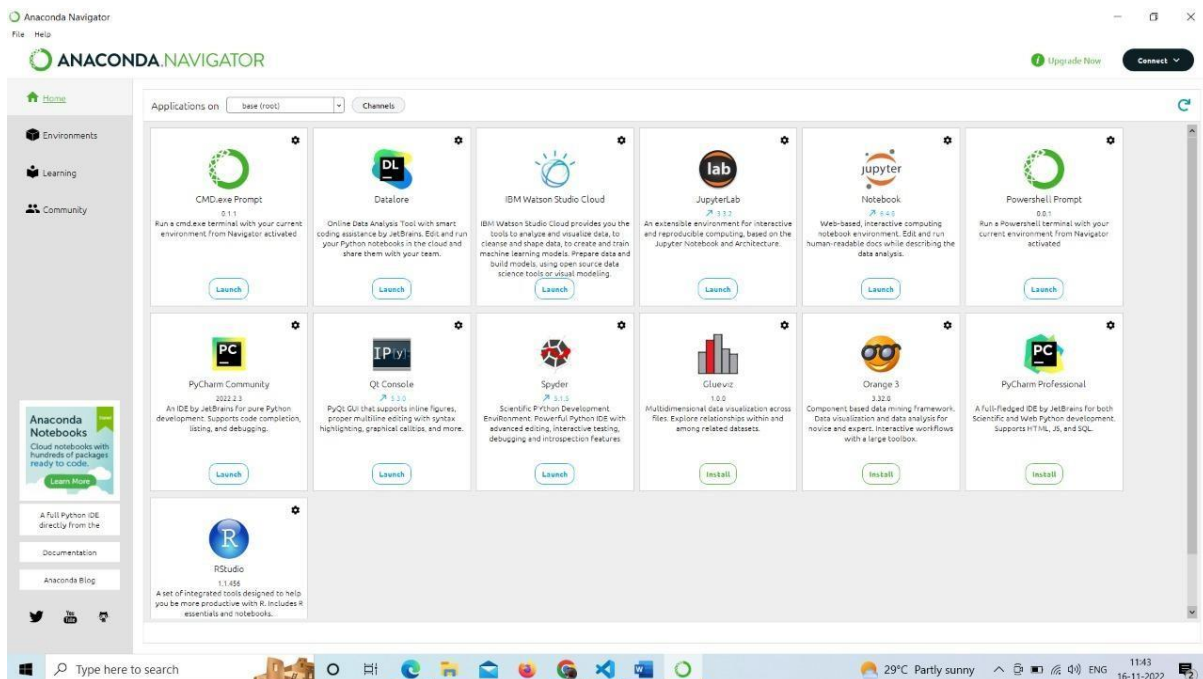 Anaconda Navigator
File Help
ANACONDA.NAVIGATOR
Upgrade Now
Connect
Home
Environments
Learning
Community
Applications on
base (root)
Channels
CMD.exe Prompt
0.1.1
Run a cmd.exe terminal with your current
environment from Navigator activated
Launch
DL
Datalore
Online Data Analysis Tool with smart
coding assistance by JetBrains. Edit and run
your Python notebooks in the cloud and
share them with your team.
Launch
IBM Watson Studio Cloud
IBM Watson Studio Cloud provides you the
tools to analyze and visualize data, to
cleanse and shape data, to create and train
machine learning models. Prepare data and
build models, using open source data
science tools or visual modeling.
Launch
lab
JupyterLab
3.3.2
An extensible environment for interactive
and reproducible computing, based on the
Jupyter Notebook and Architecture.
Launch
jupyter
Notebook
Web-based, interactive computing
notebook environment. Edit and run
human-readable docs while describing the
data analysis.
Launch
Powershell Prompt
0.0.1
Run a Powershell terminal with your
current environment from Navigator
activated
Launch
PC
PyCharm Community
2022.2.3
An IDE by JetBrains for pure Python
development. Supports code completion,
listing, and debugging.
Launch
IP[y]
Qt Console
5.3.0
PyQt GUI that supports inline figures,
proper multiline editing with syntax
highlighting, graphical calltips, and more.
Launch
Spyder
Scientific PYthon Development
EnviRonment. Powerful Python IDE with
advanced editing, interactive testing,
debugging and introspection features
Launch
Glueviz
1.0.0
Multidimensional data visualization across
files. Explore relationships within and
among related datasets.
Install
Orange 3
3.32.0
Component based data mining framework.
Data visualization and data analysis for
novice and expert. Interactive workflows
with a large toolbox.
Install
PC
PyCharm Professional
A full-fledged IDE by JetBrains for both
Scientific and Web Python development.
Supports HTML, JS, and SQL.
Install
R
RStudio
1.1.456
A set of integrated tools designed to help
you be more productive with R. Includes R
essentials and notebooks.
Anaconda
Notebooks
Cloud notebooks with
hundreds of packages
ready to code.
Learn More
A full Python IDE
directly from the
Documentation
Anaconda Blog
You
Tube
Type here to search
29°C Partly sunny
ENG
11:43
16-11-2022